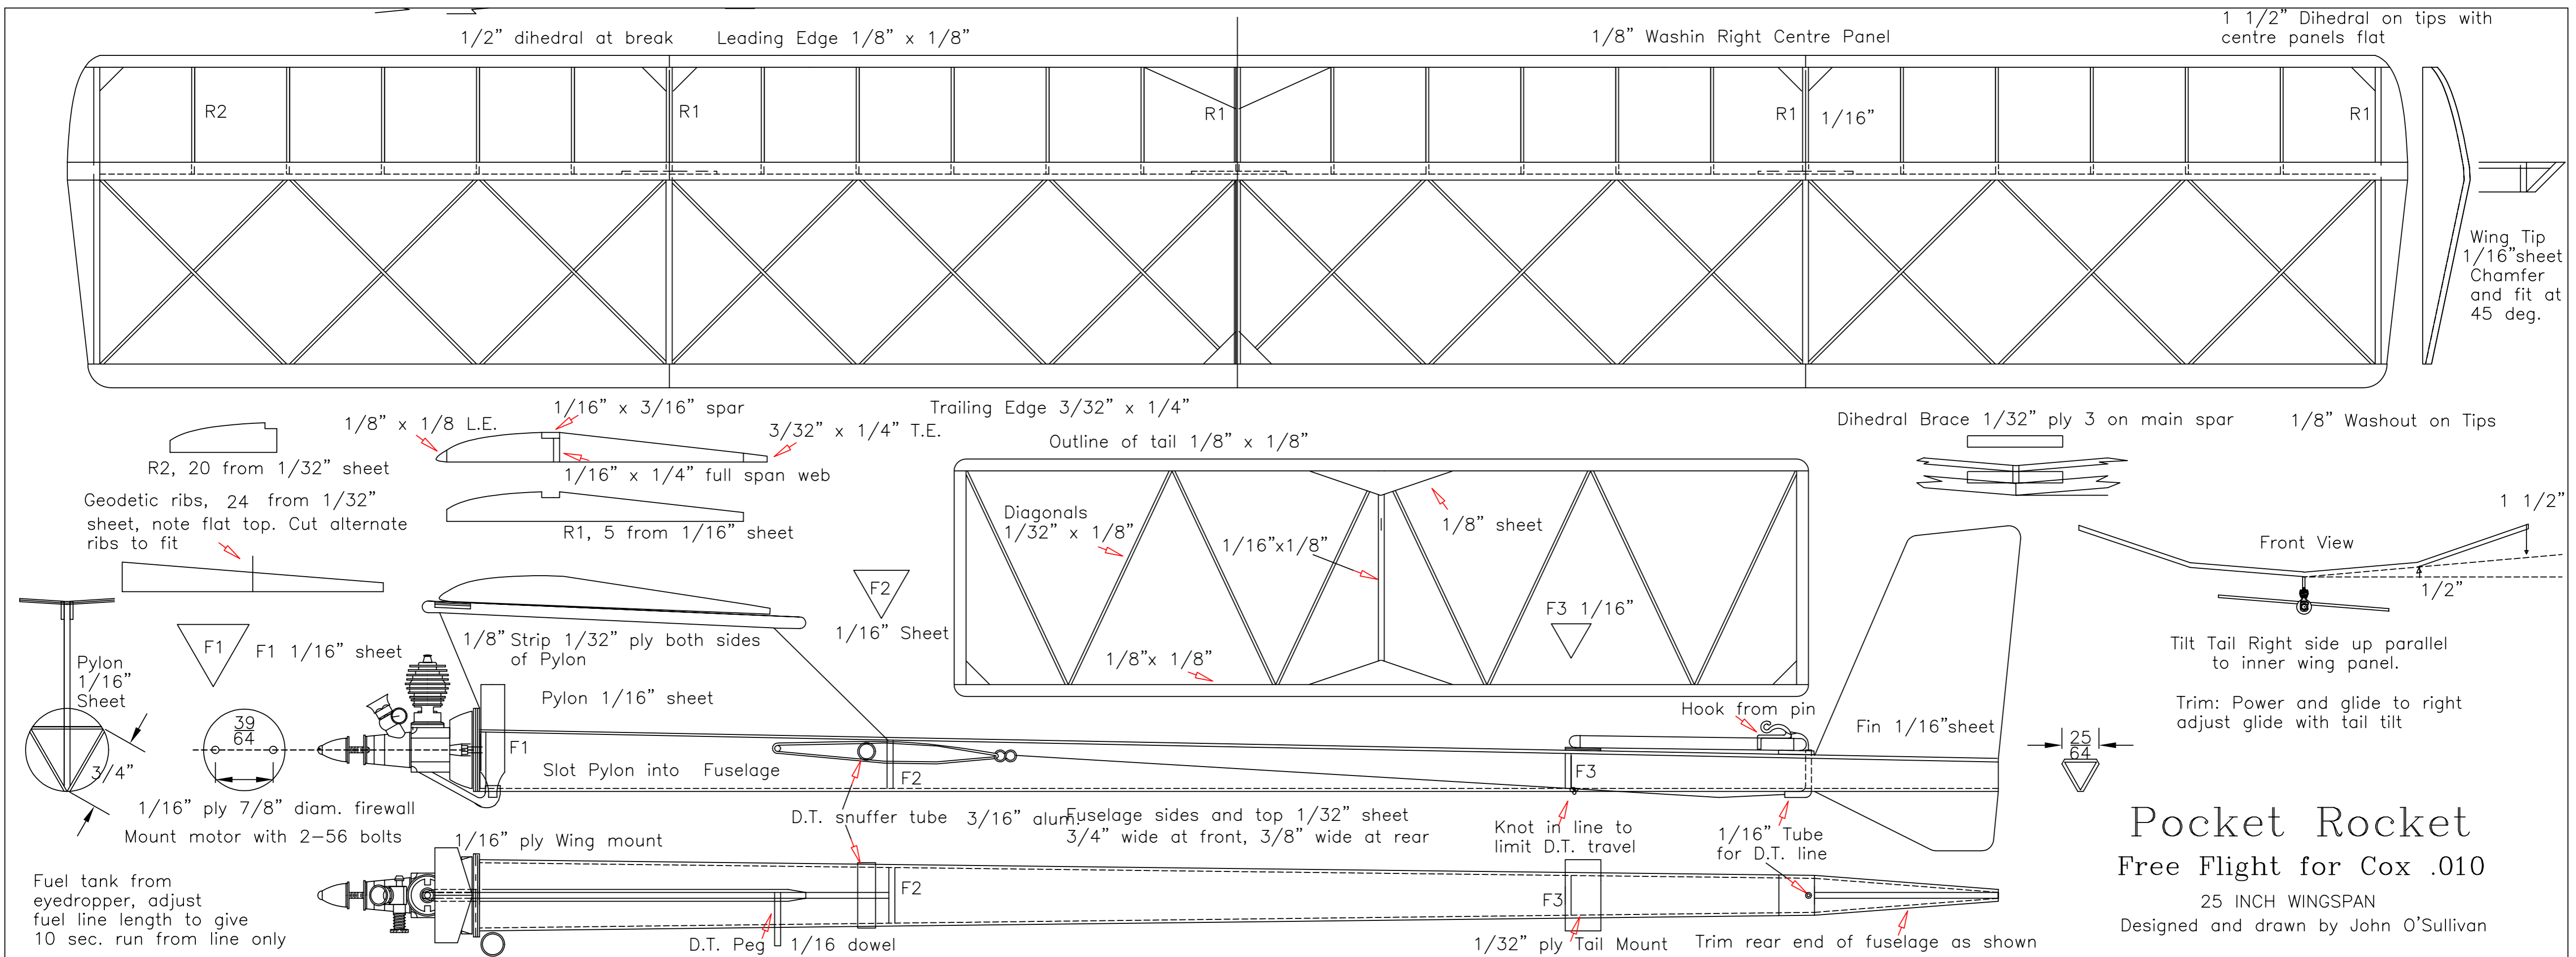 1/2” dihedral at break
Leading Edge 1/8” x 1/8”
1/8” Washin Right Centre Panel
1 1/2” Dihedral on tips with
centre panels flat
R2
R1
R1
R1
1/16”
R1
Wing Tip
1/16”sheet
Chamfer
and fit at
45 deg.
1/8” x 1/8 L.E.
1/16” x 3/16” spar
3/32” x 1/4” T.E.
Trailing Edge 3/32” x 1/4”
R2, 20 from 1/32” sheet
1/16” x 1/4” full span web
Geodetic ribs, 24 from 1/32”
sheet, note flat top. Cut alternate
ribs to fit
R1, 5 from 1/16” sheet
Outline of tail 1/8” x 1/8”
Diagonals
1/32” x 1/8”
1/16”x1/8”
1/8” sheet
1/8”x 1/8”
F3 1/16”
Dihedral Brace 1/32” ply 3 on main spar
1/8” Washout on Tips
1 1/2”
Front View
1/2”
Tilt Tail Right side up parallel
to inner wing panel.
Trim: Power and glide to right
adjust glide with tail tilt
Pylon
1/16”
Sheet
3/4”
F1
F1 1/16” sheet
39
64
1/16” ply 7/8” diam. firewall
Mount motor with 2–56 bolts
F2
1/16” Sheet
1/8” Strip 1/32” ply both sides
of Pylon
Pylon 1/16” sheet
F1
Slot Pylon into Fuselage
F2
Hook from pin
Fin 1/16”sheet
F3
25
64
D.T. snuffer tube 3/16” alum.
Fuselage sides and top 1/32” sheet
3/4” wide at front, 3/8” wide at rear
Knot in line to
limit D.T. travel
1/16” Tube
for D.T. line
1/16” ply Wing mount
Fuel tank from
eyedropper, adjust
fuel line length to give
10 sec. run from line only
F2
F3
D.T. Peg 1/16 dowel
1/32” ply Tail Mount
Trim rear end of fuselage as shown
Pocket Rocket
Free Flight for Cox .010
25 INCH WINGSPAN
Designed and drawn by John O’Sullivan